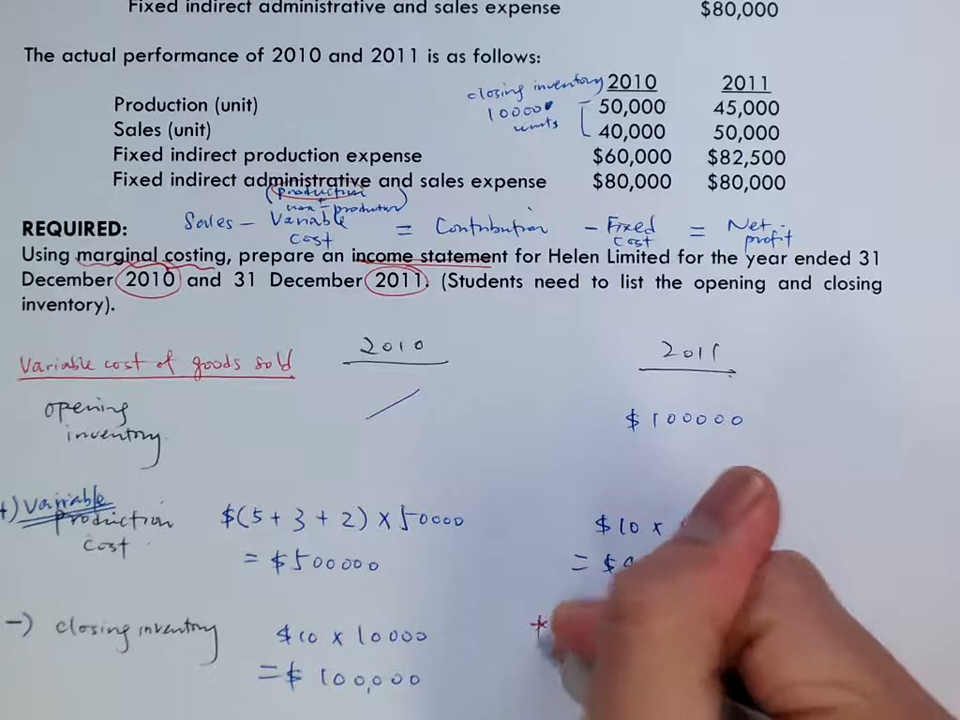 Fixed indirect administrative and sales expense $80,000
The actual performance of 2010 and 2011 is as follows:
closing inventory 2010 2011
Production (unit) 10000 50,000 45,000
Sales (unit) units 40,000 50,000
Fixed indirect production expense $60,000 $82,500
Fixed indirect administrative and sales expense $80,000 $80,000
(production
+
non-production)
REQUIRED: Sales - Variable cost = Contribution - Fixed cost = Net profit
Using marginal costing, prepare an income statement for Helen Limited for the year ended 31
December 2010 and 31 December 2011. (Students need to list the opening and closing
inventory).
2010 2011
Variable cost of goods sold
opening inventory / $100000
+) Variable production cost $(5+3+2) x 50000 $10 x
= $500000 = $
-) closing inventory $10 x 10000 *
= $ 100,000